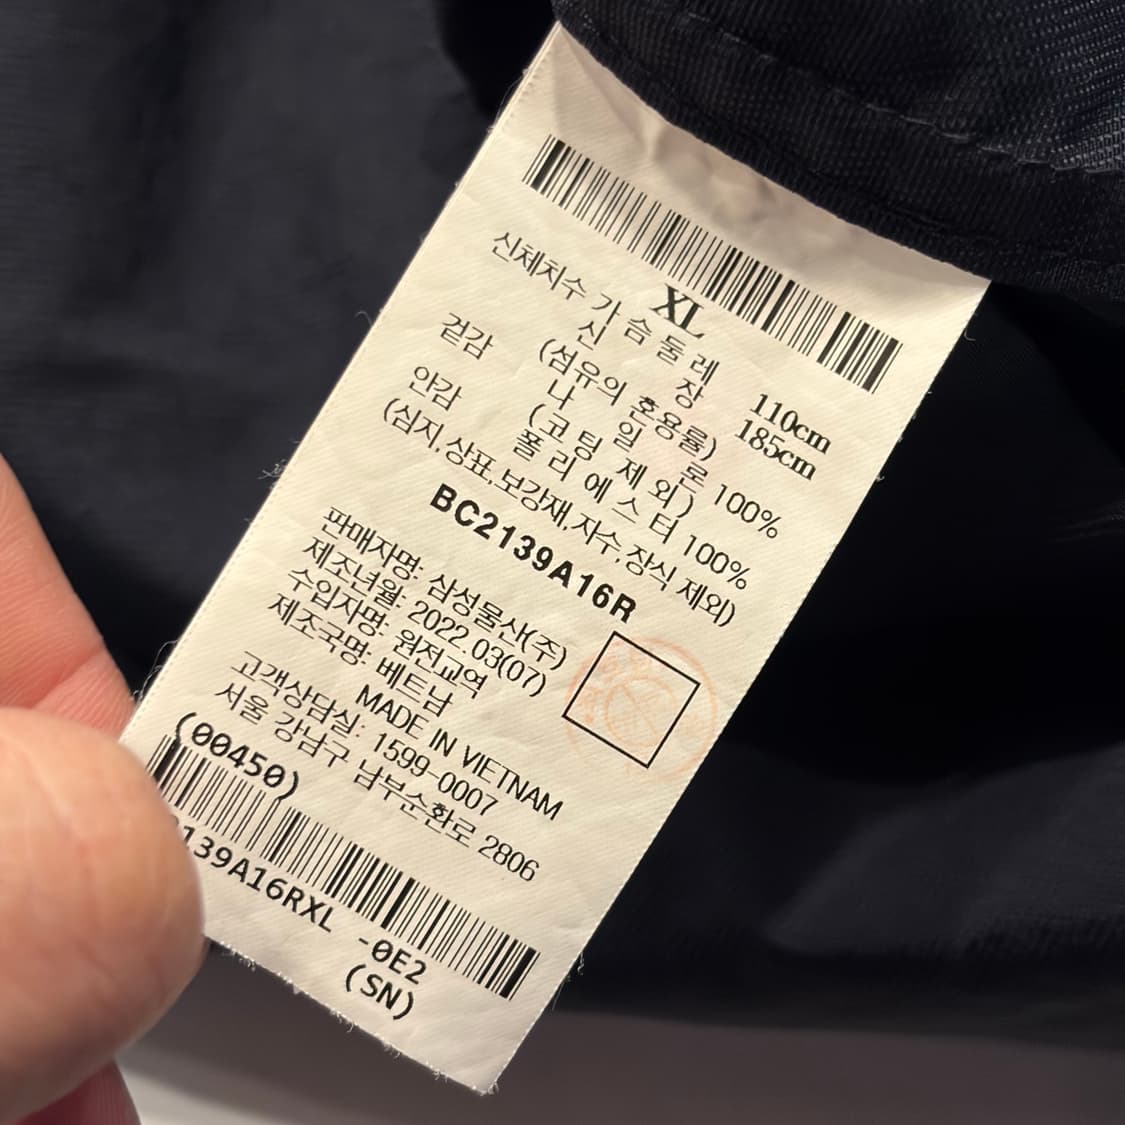 XL
신체치수 가슴둘레 110cm
신장 185cm
(섬유의 혼용률)
겉감 나일론 100%
(코팅 제외)
안감 폴리에스터 100%
(심지,상표,보강재,자수,장식 제외)
BC2139A16R
판매자명: 삼성물산(주)
제조년월: 2022.03(07)
수입자명: 원전교역
제조국명: 베트남
MADE IN VIETNAM
고객상담실: 1599-0007
서울 강남구 남부순환로 2806
(00450)
139A16RXL -0E2
(SN)